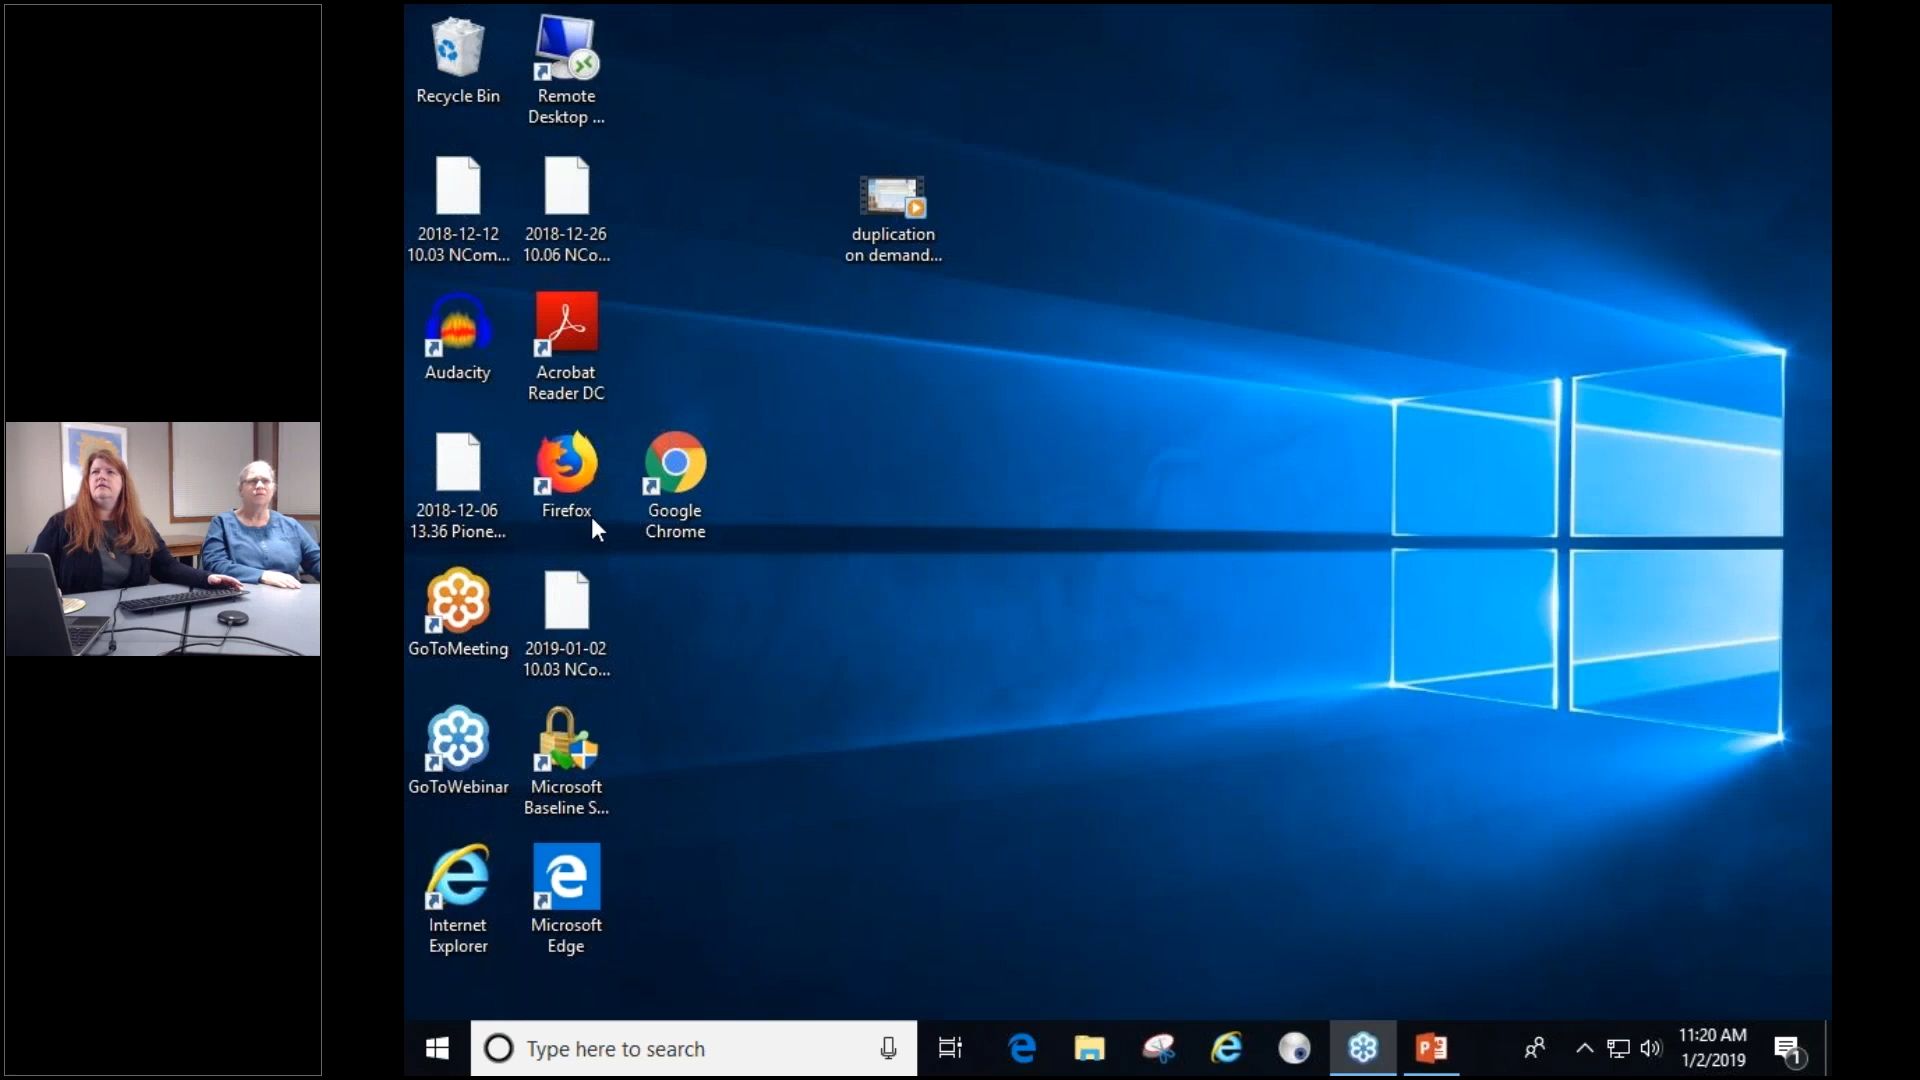 Recycle Bin
Remote
Desktop ...
2018-12-12
10.03 NCom...
2018-12-26
10.06 NCo...
duplication
on demand...
Audacity
Acrobat
Reader DC
2018-12-06
13.36 Pione...
Firefox
Google
Chrome
GoToMeeting
2019-01-02
10.03 NCo...
GoToWebinar
Microsoft
Baseline S...
Internet
Explorer
Microsoft
Edge
Type here to search
11:20 AM
1/2/2019
1